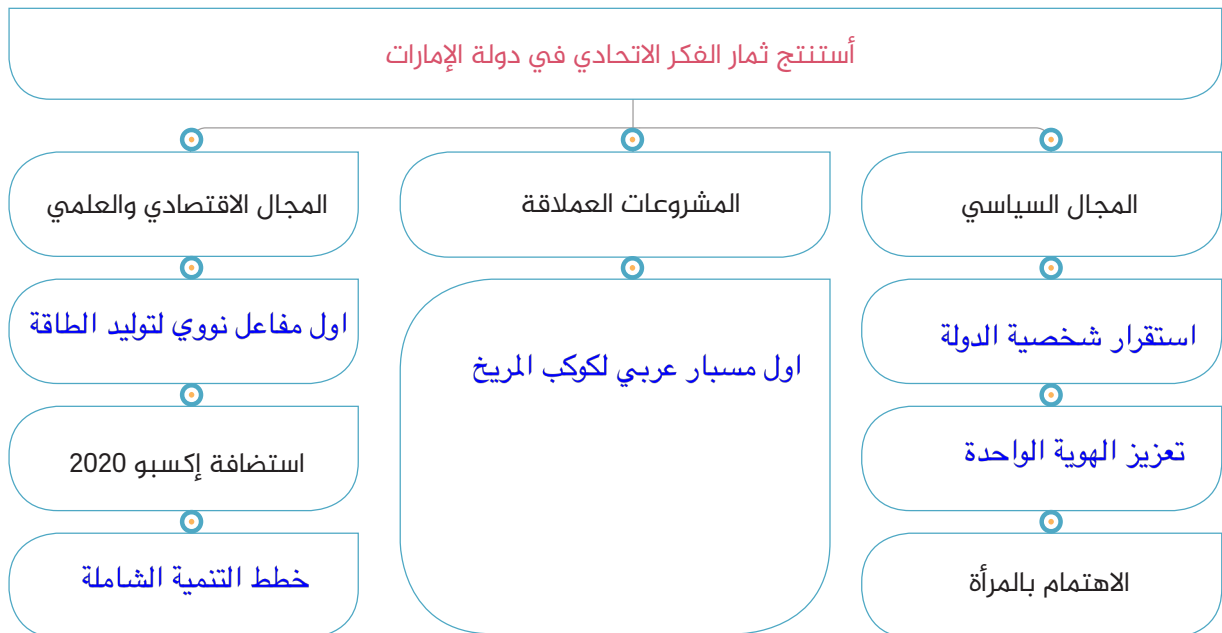 أستنتج ثمار الفكر الاتحادي في دولة الإمارات
المجال السياسي
المشروعات العملاقة
المجال الاقتصادي والعلمي
استقرار شخصية الدولة
اول مسبار عربي لكوكب المريخ
اول مفاعل نووي لتوليد الطاقة
تعزيز الهوية الواحدة
استضافة إكسبو 2020
الاهتمام بالمرأة
خطط التنمية الشاملة